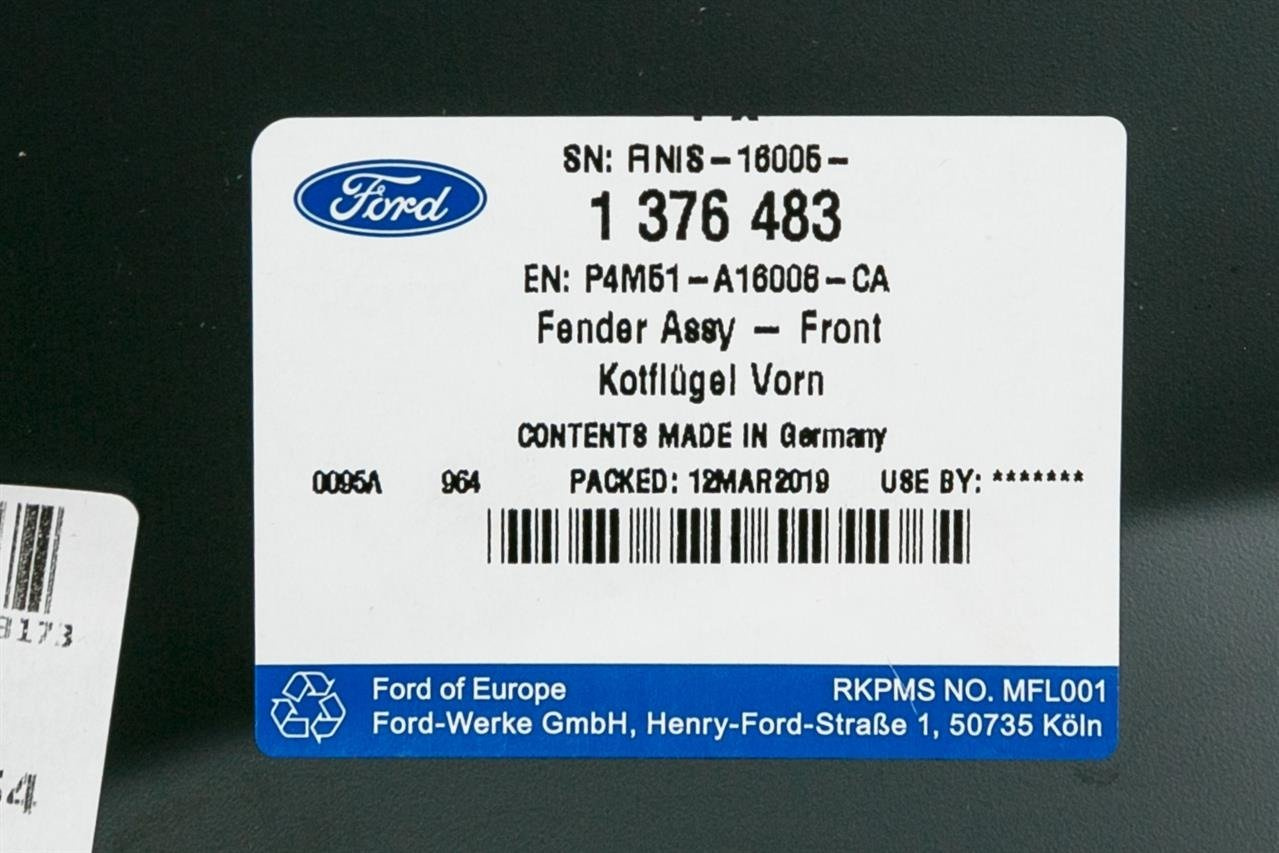 Ford
SN: FINIS-16005-
1 376 483
EN: P4M51-A16006-CA
Fender Assy - Front
Kotflügel Vorn
CONTENTS MADE IN Germany
0095A 964 PACKED: 12MAR2019 USE BY: *******
Ford of Europe RKPMS NO. MFL001
Ford-Werke GmbH, Henry-Ford-Straße 1, 50735 Köln